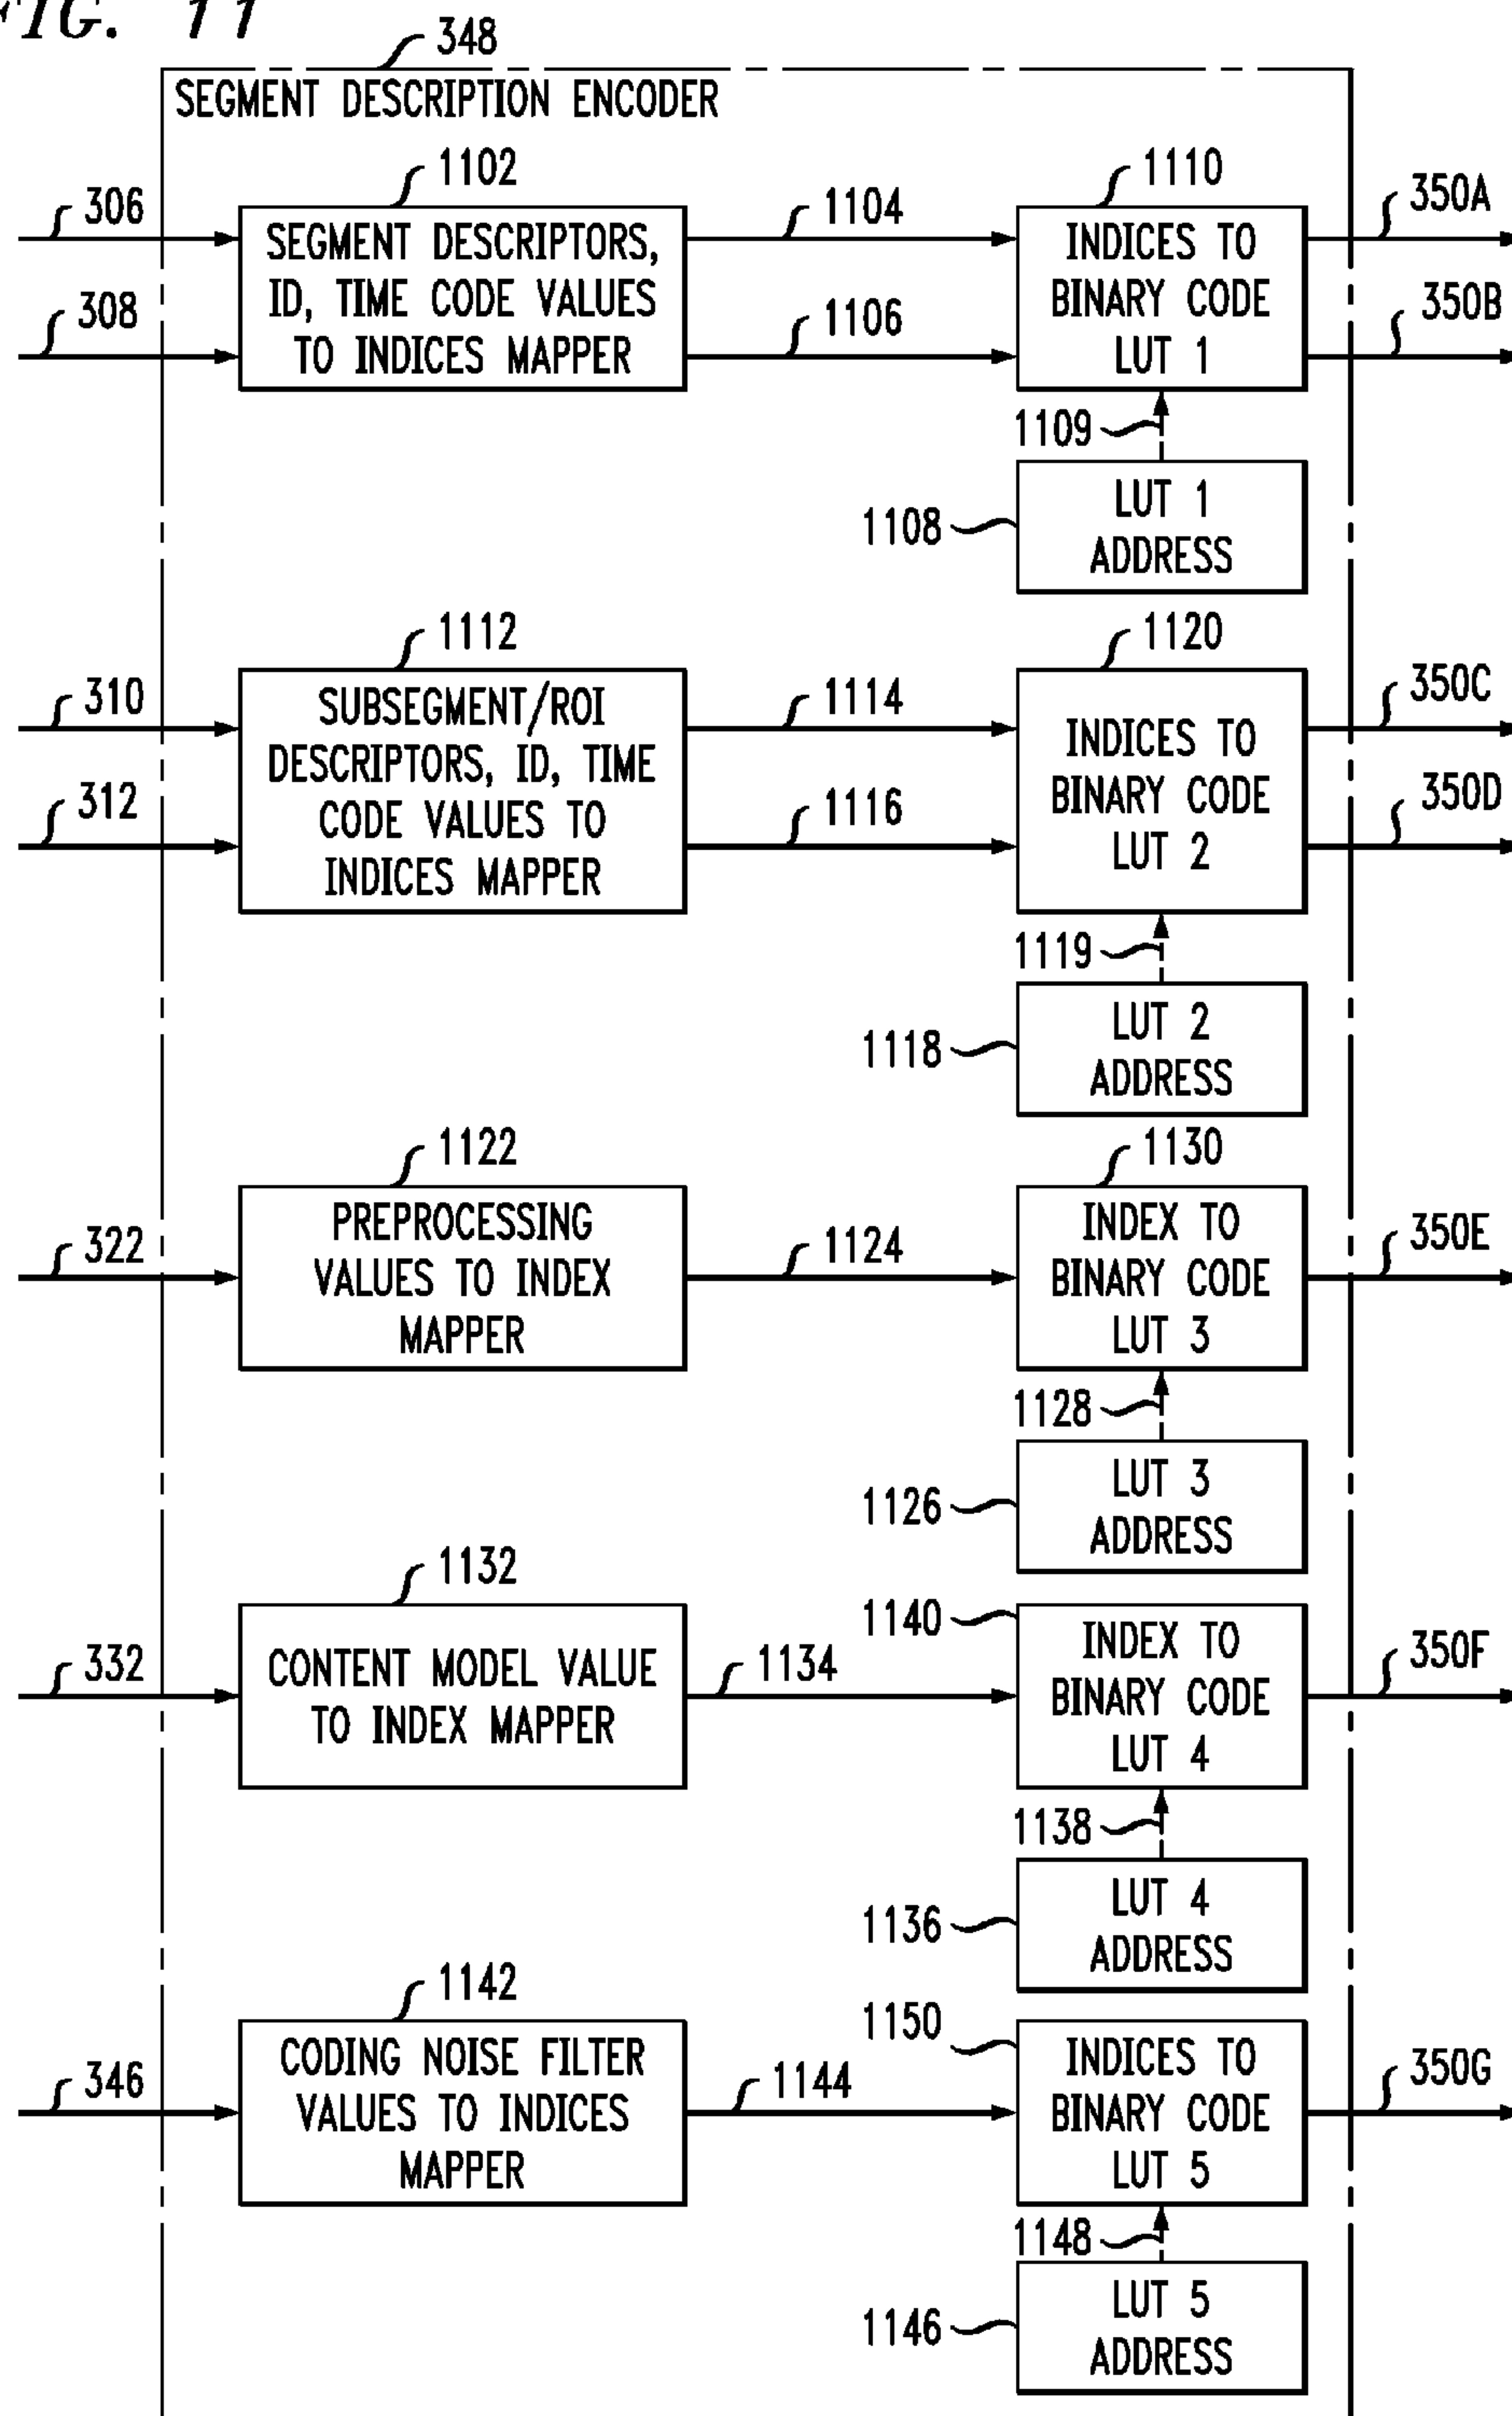 FIG. 11
348
SEGMENT DESCRIPTION ENCODER
1102
1110
306
308
SEGMENT DESCRIPTORS,
ID, TIME CODE VALUES
TO INDICES MAPPER
1104
1106
INDICES TO
BINARY CODE
LUT 1
350A
350B
1109
1108
LUT 1
ADDRESS
1112
1120
310
312
SUBSEGMENT/ROI
DESCRIPTORS, ID, TIME
CODE VALUES TO
INDICES MAPPER
1114
1116
INDICES TO
BINARY CODE
LUT 2
350C
350D
1119
1118
LUT 2
ADDRESS
1122
1130
322
PREPROCESSING
VALUES TO INDEX
MAPPER
1124
INDEX TO
BINARY CODE
LUT 3
350E
1128
1126
LUT 3
ADDRESS
1132
1140
332
CONTENT MODEL VALUE
TO INDEX MAPPER
1134
INDEX TO
BINARY CODE
LUT 4
350F
1138
1136
LUT 4
ADDRESS
1142
1150
346
CODING NOISE FILTER
VALUES TO INDICES
MAPPER
1144
INDICES TO
BINARY CODE
LUT 5
350G
1148
1146
LUT 5
ADDRESS